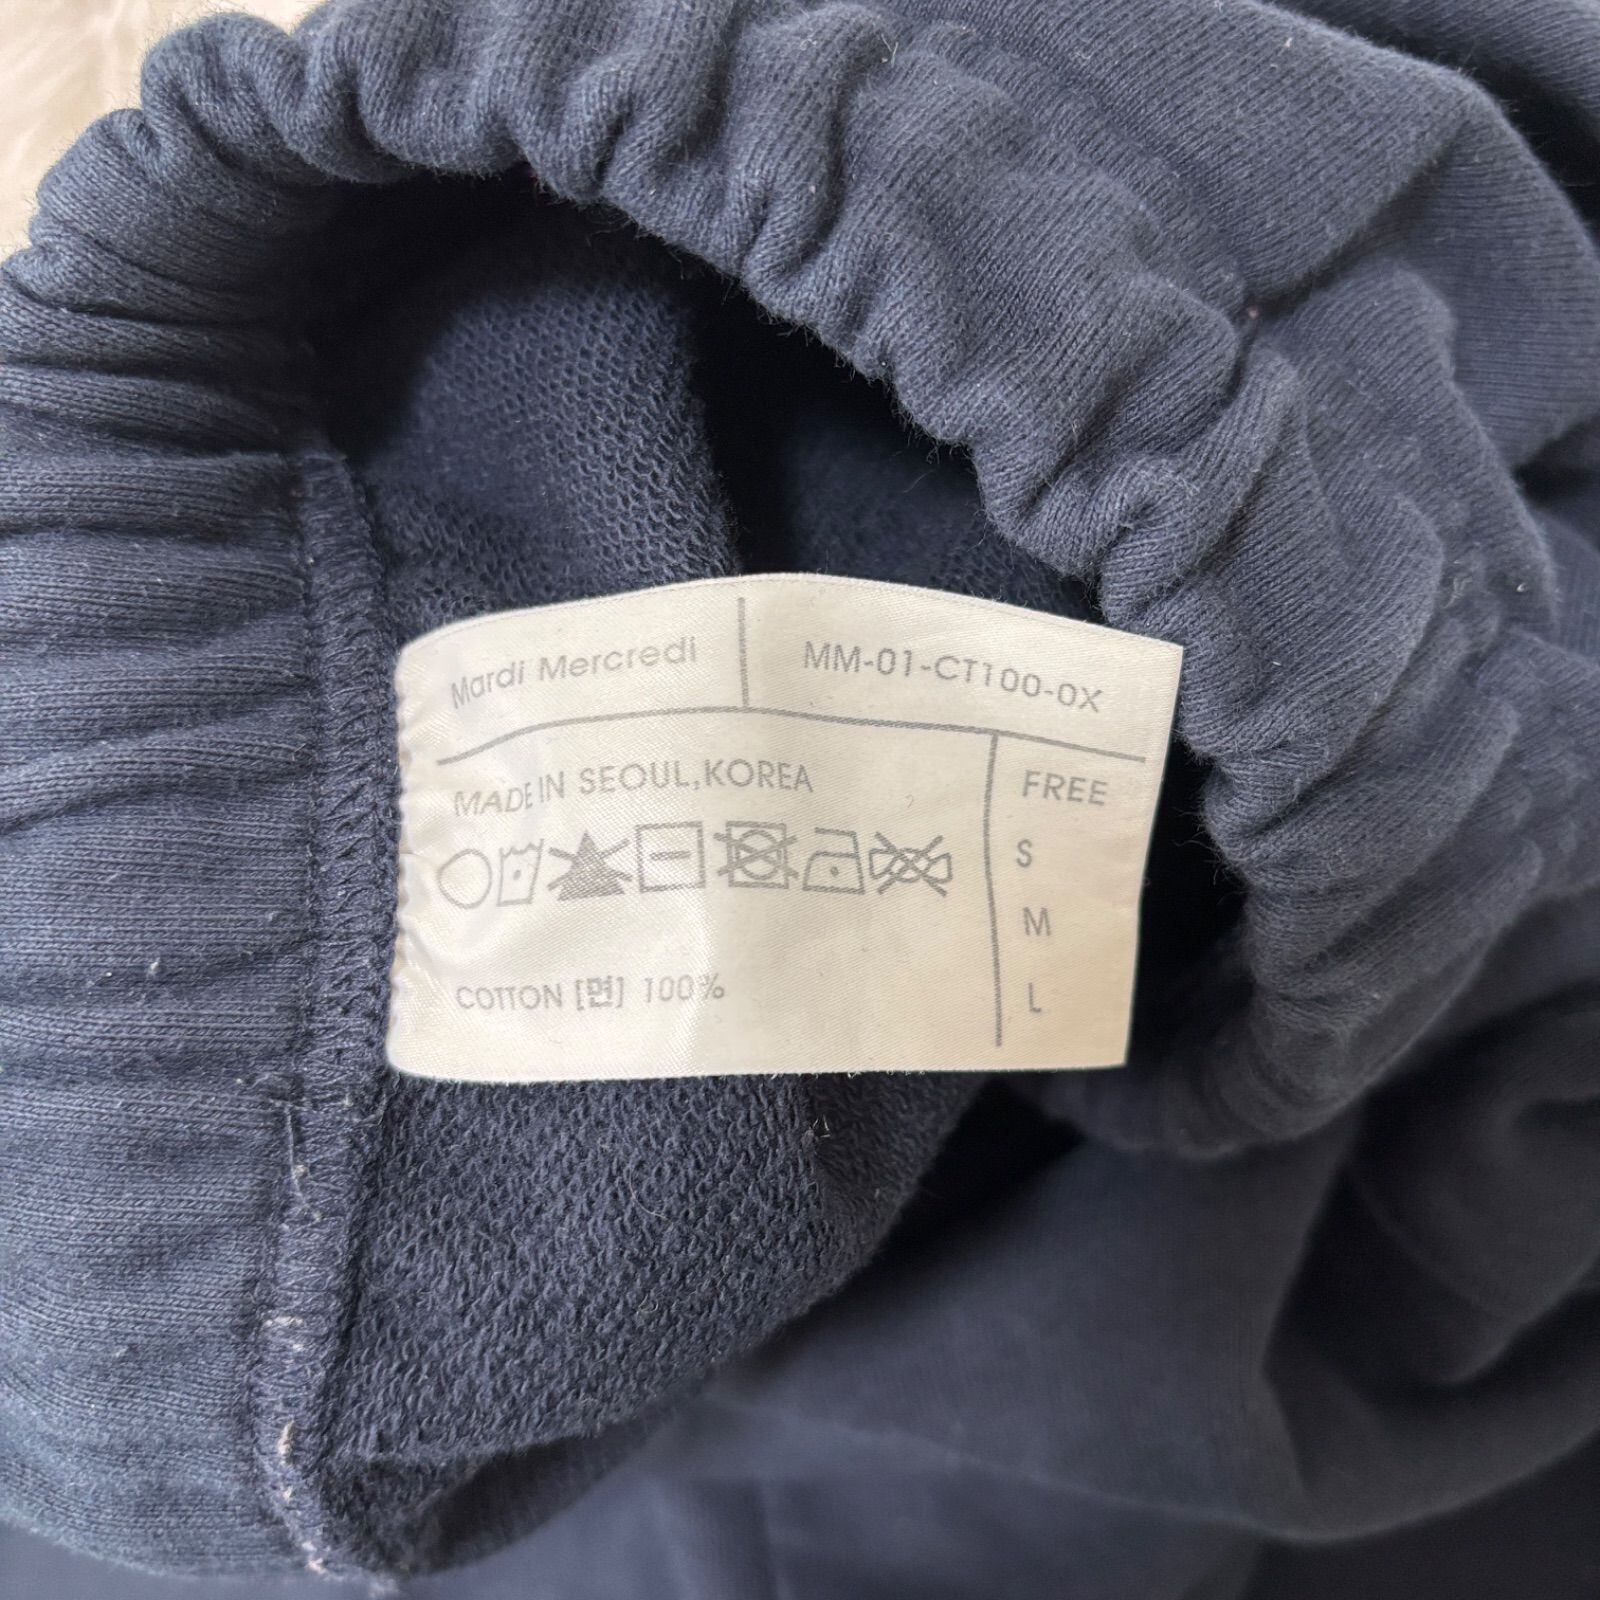 Mardi Mercredi
MM-01-CT100-0X
MADE IN SEOUL,KOREA
COTTON [면] 100%
FREE
S
M
L